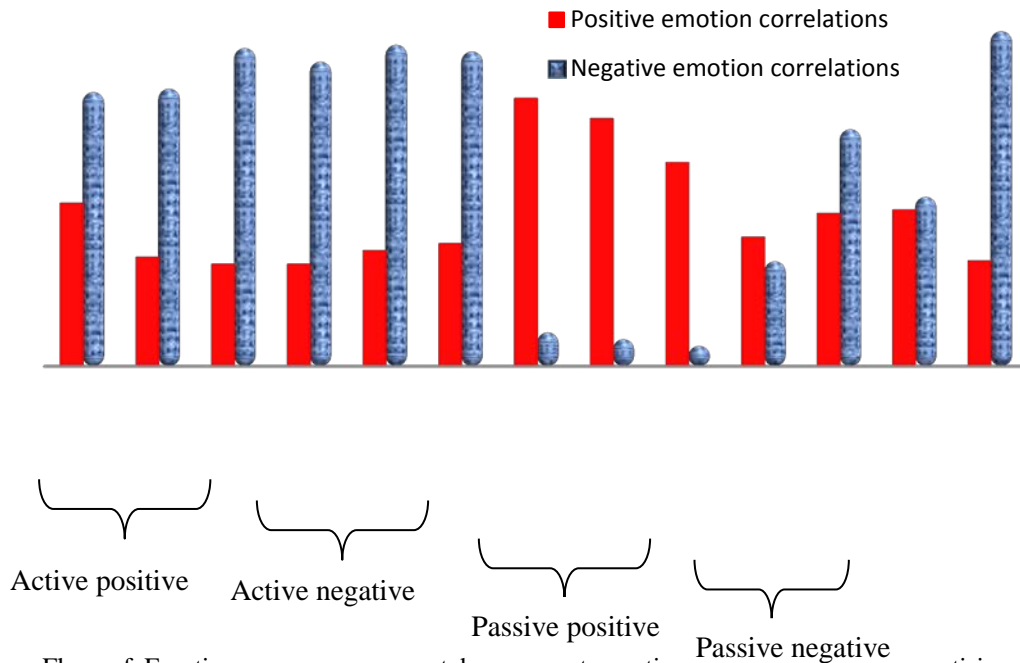 Positive emotion correlations
Negative emotion correlations
Active positive
Active negative
Passive positive
Passive negative